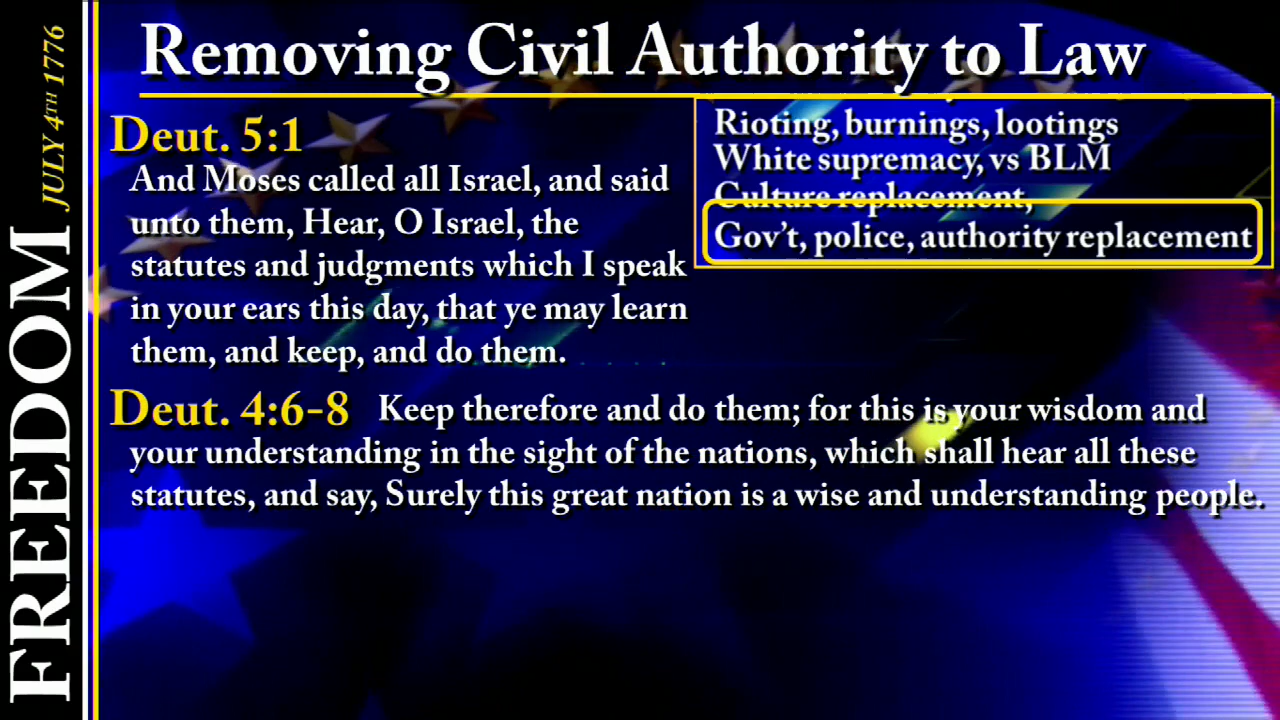 FREEDOM JULY 4TH 1776
Removing Civil Authority to Law
Deut. 5:1
And Moses called all Israel, and said
unto them, Hear, O Israel, the
statutes and judgments which I speak
in your ears this day, that ye may learn
them, and keep, and do them.
Rioting, burnings, lootings
White supremacy, vs BLM
Culture replacement,
Gov't, police, authority replacement
Deut. 4:6-8 Keep therefore and do them; for this is your wisdom and
your understanding in the sight of the nations, which shall hear all these
statutes, and say, Surely this great nation is a wise and understanding people.